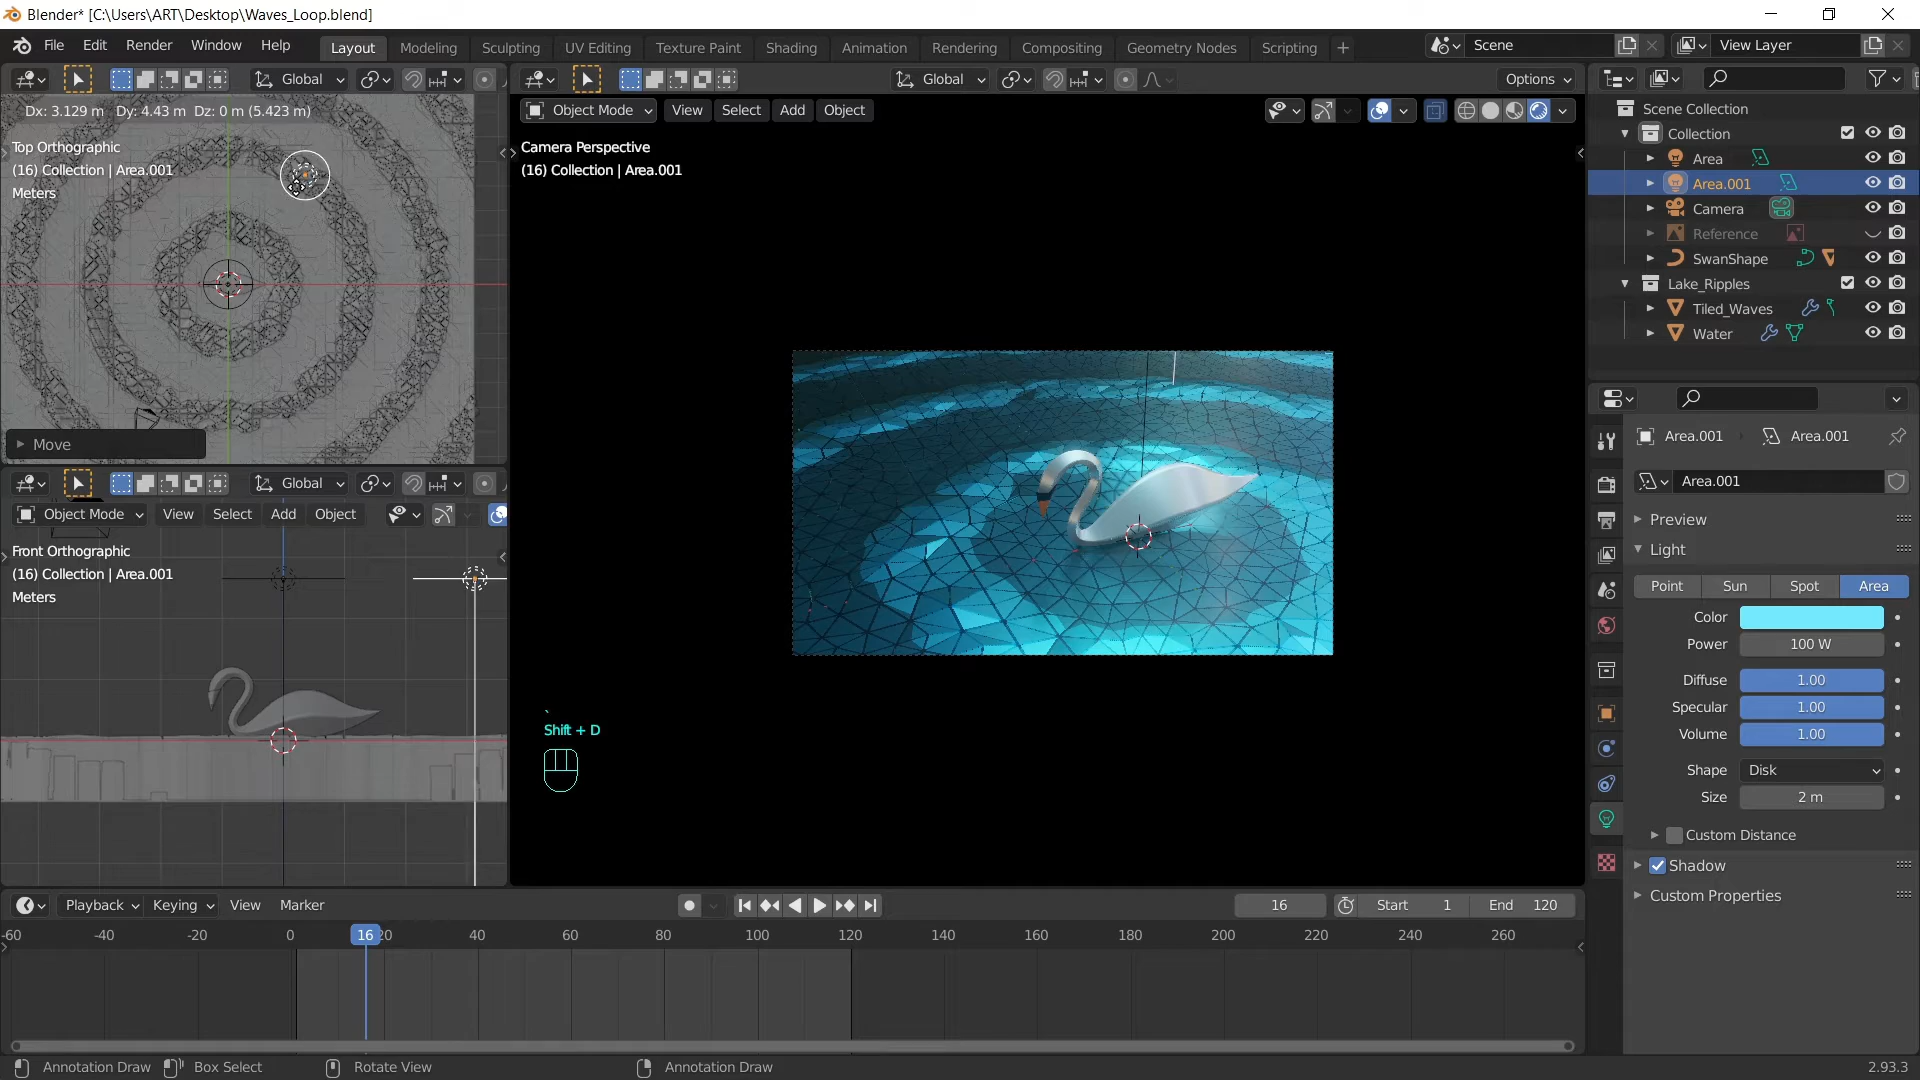 Blender* [C:\Users\ART\Desktop\Waves_Loop.blend]
File Edit Render Window Help Layout Modeling Sculpting UV Editing Texture Paint Shading Animation Rendering Compositing Geometry Nodes Scripting Scene View Layer
Global Global Options
Dx: 3.129 m Dy: 4.43 m Dz: 0 m (5.423 m)
Top Orthographic
(16) Collection | Area.001
Meters
Move
Object Mode View Select Add Object
Camera Perspective
(16) Collection | Area.001
Global
Object Mode View Select Add Object
Front Orthographic
(16) Collection | Area.001
Meters
`
Shift + D
Scene Collection
Collection
Area
Area.001
Camera
Reference
SwanShape
Lake_Ripples
Tiled_Waves
Water
Area.001 Area.001
Area.001
Preview
Light
Point Sun Spot Area
Color
Power 100 W
Diffuse 1.00
Specular 1.00
Volume 1.00
Shape Disk
Size 2 m
Custom Distance
Shadow
Custom Properties
Playback Keying View Marker 16 Start 1 End 120
-60 -40 -20 0 16 20 40 60 80 100 120 140 160 180 200 220 240 260
Annotation Draw Box Select Rotate View Annotation Draw 2.93.3